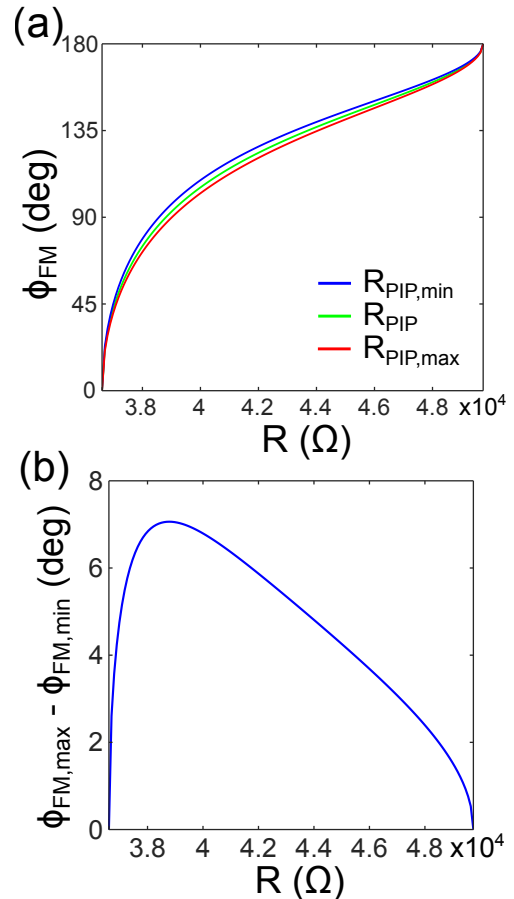 (a)
180
135
90
45
0
ϕFM (deg)
RPIP,min
RPIP
RPIP,max
3.8 4 4.2 4.4 4.6 4.8 x10^4
R (Ω)
(b)
8
6
4
2
0
ϕFM,max - ϕFM,min (deg)
3.8 4 4.2 4.4 4.6 4.8 x10^4
R (Ω)